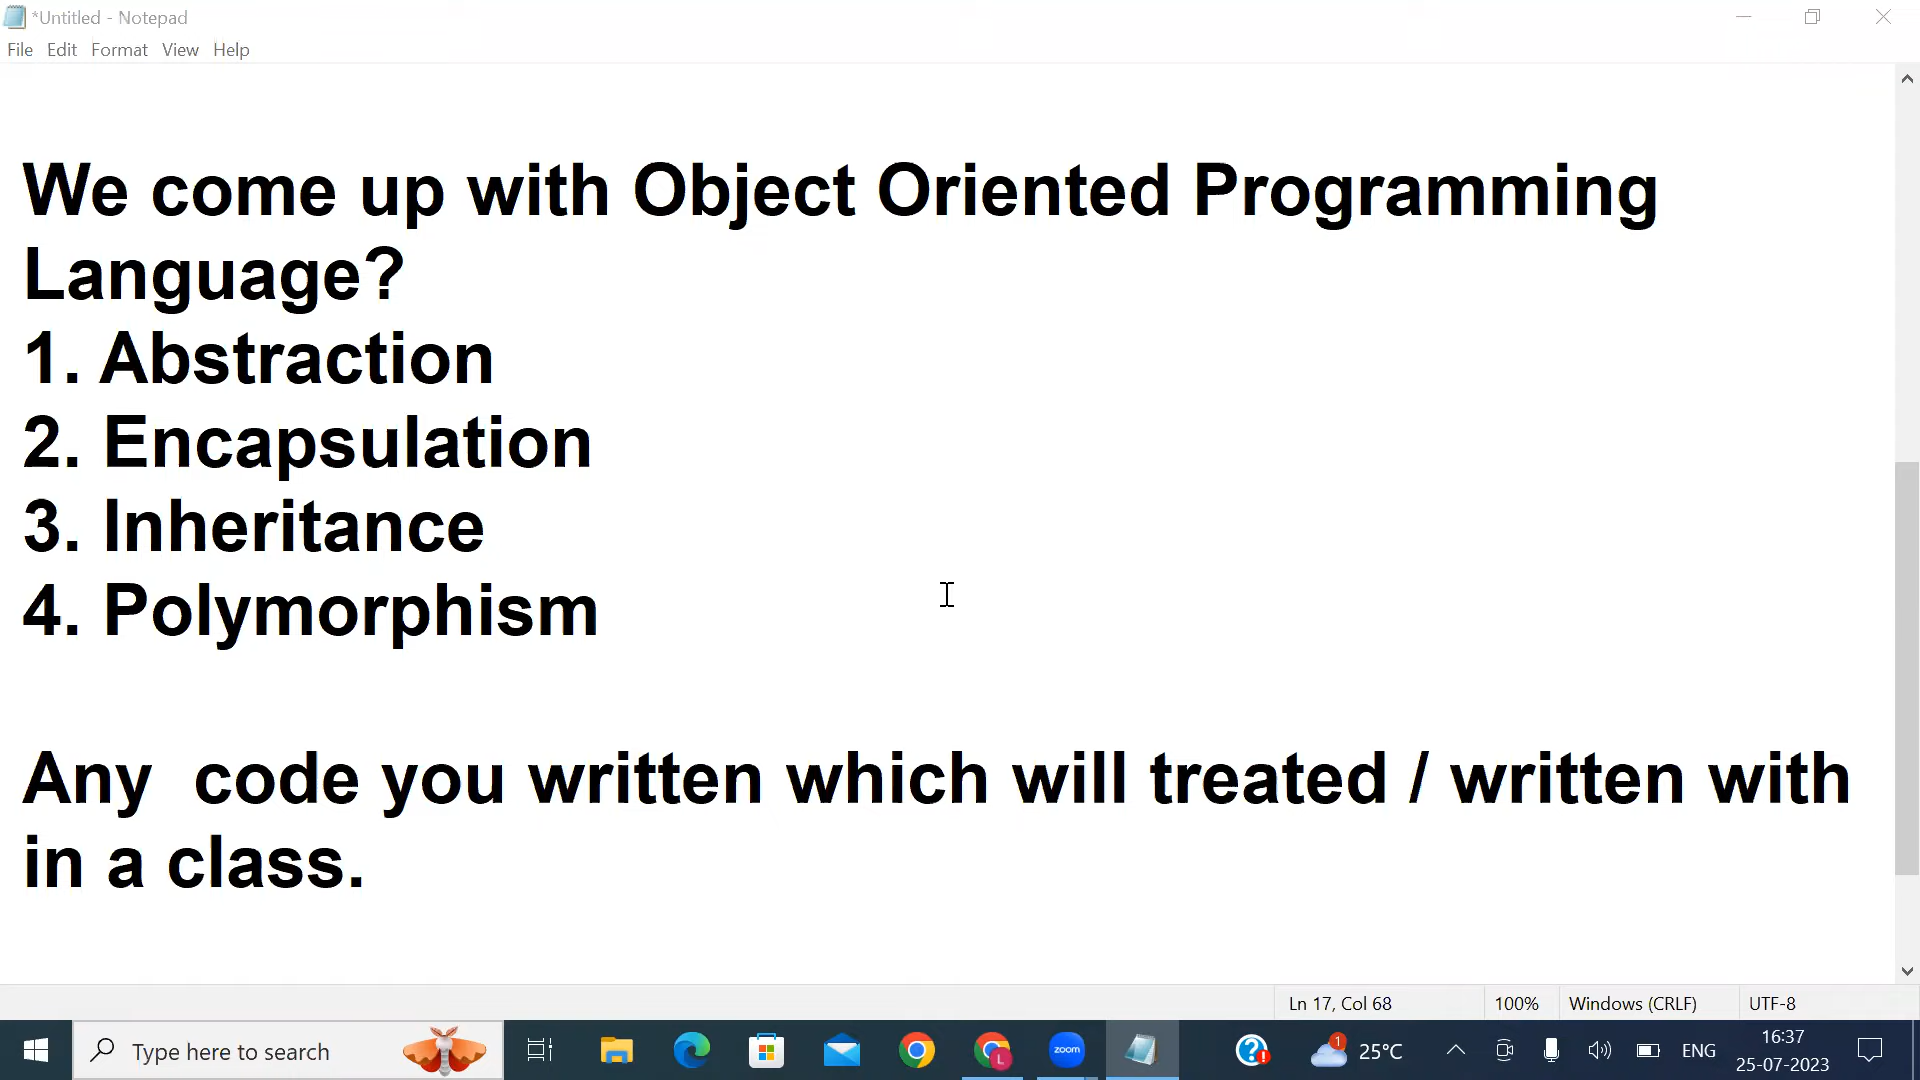 *Untitled - Notepad
File Edit Format View Help
We come up with Object Oriented Programming
Language?
1. Abstraction
2. Encapsulation
3. Inheritance
4. Polymorphism
Any  code you written which will treated / written with
in a class.
Ln 17, Col 68 100% Windows (CRLF) UTF-8
Type here to search L zoom 1 25°C ENG 16:37
25-07-2023